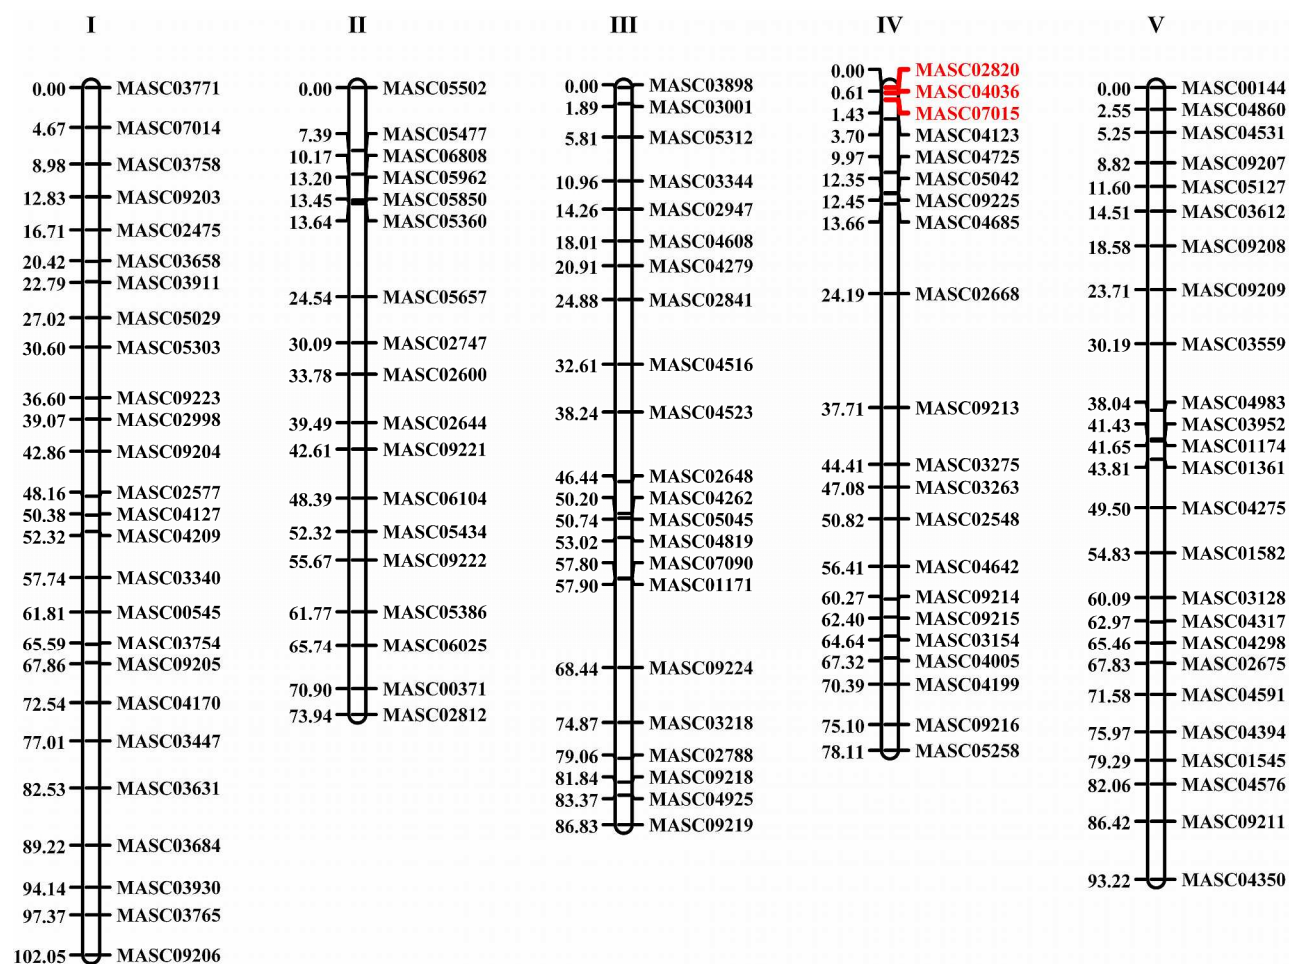 I
0.00 MASC03771
4.67 MASC07014
8.98 MASC03758
12.83 MASC09203
16.71 MASC02475
20.42 MASC03658
22.79 MASC03911
27.02 MASC05029
30.60 MASC05303
36.60 MASC09223
39.07 MASC02998
42.86 MASC09204
48.16 MASC02577
50.38 MASC04127
52.32 MASC04209
57.74 MASC03340
61.81 MASC00545
65.59 MASC03754
67.86 MASC09205
72.54 MASC04170
77.01 MASC03447
82.53 MASC03631
89.22 MASC03684
94.14 MASC03930
97.37 MASC03765
102.05 MASC09206
II
0.00 MASC05502
7.39 MASC05477
10.17 MASC06808
13.20 MASC05962
13.45 MASC05850
13.64 MASC05360
24.54 MASC05657
30.09 MASC02747
33.78 MASC02600
39.49 MASC02644
42.61 MASC09221
48.39 MASC06104
52.32 MASC05434
55.67 MASC09222
61.77 MASC05386
65.74 MASC06025
70.90 MASC00371
73.94 MASC02812
III
0.00 MASC03898
1.89 MASC03001
5.81 MASC05312
10.96 MASC03344
14.26 MASC02947
18.01 MASC04608
20.91 MASC04279
24.88 MASC02841
32.61 MASC04516
38.24 MASC04523
46.44 MASC02648
50.20 MASC04262
50.74 MASC05045
53.02 MASC04819
57.80 MASC07090
57.90 MASC01171
68.44 MASC09224
74.87 MASC03218
79.06 MASC02788
81.84 MASC09218
83.37 MASC04925
86.83 MASC09219
IV
0.00 MASC02820
0.61 MASC04036
1.43 MASC07015
3.70 MASC04123
9.97 MASC04725
12.35 MASC05042
12.45 MASC09225
13.66 MASC04685
24.19 MASC02668
37.71 MASC09213
44.41 MASC03275
47.08 MASC03263
50.82 MASC02548
56.41 MASC04642
60.27 MASC09214
62.40 MASC09215
64.64 MASC03154
67.32 MASC04005
70.39 MASC04199
75.10 MASC09216
78.11 MASC05258
V
0.00 MASC00144
2.55 MASC04860
5.25 MASC04531
8.82 MASC09207
11.60 MASC05127
14.51 MASC03612
18.58 MASC09208
23.71 MASC09209
30.19 MASC03559
38.04 MASC04983
41.43 MASC03952
41.65 MASC01174
43.81 MASC01361
49.50 MASC04275
54.83 MASC01582
60.09 MASC03128
62.97 MASC04317
65.46 MASC04298
67.83 MASC02675
71.58 MASC04591
75.97 MASC04394
79.29 MASC01545
82.06 MASC04576
86.42 MASC09211
93.22 MASC04350